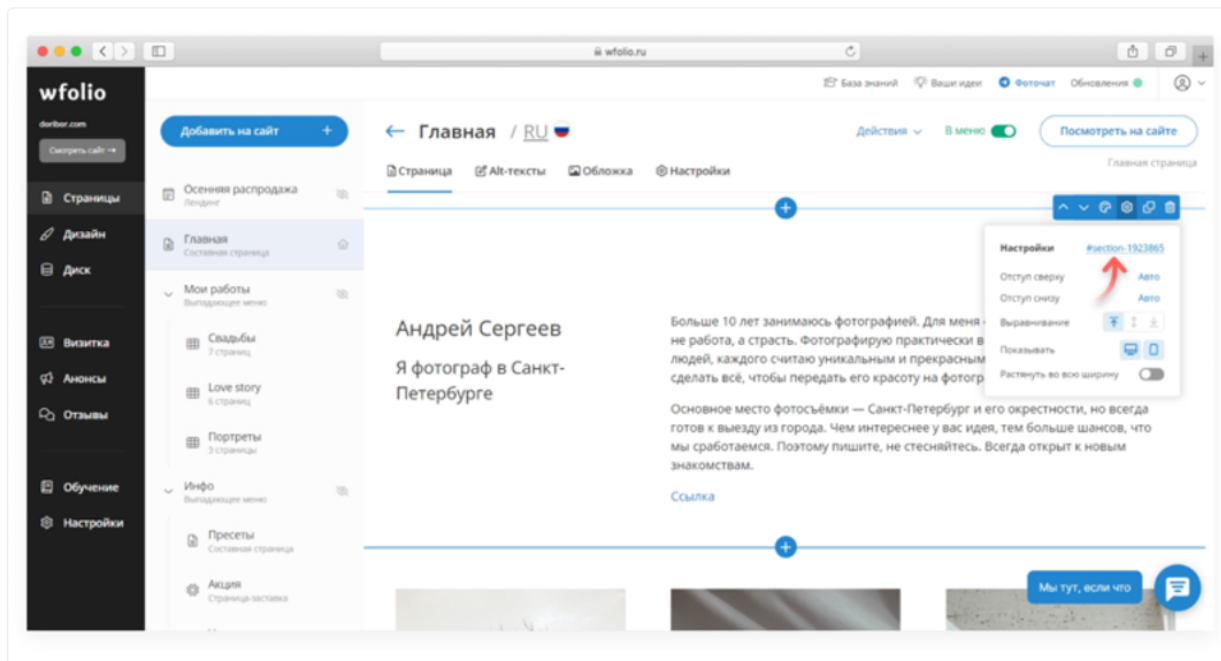 wfolio.ru
wfolio
doribor.com
Смотреть сайт →
Страницы
Дизайн
Диск
Визитка
Анонсы
Отзывы
Обучение
Настройки
База знаний Ваши идеи Фоточат Обновления
Добавить на сайт +
Осенняя распродажа
Лендинг
Главная
Составная страница
Мои работы
Выпадающее меню
Свадьбы
7 страниц
Love story
6 страниц
Портреты
3 страницы
Инфо
Выпадающее меню
Пресеты
Составная страница
Акция
Страница-заставка
← Главная / RU
Действия
В меню
Посмотреть на сайте
Страница Alt-тексты Обложка Настройки
Главная страница
Настройки #section-1923865
Отступ сверху Авто
Отступ снизу Авто
Выравнивание
Показывать
Растянуть во всю ширину
Андрей Сергеев
Я фотограф в Санкт-
Петербурге
Больше 10 лет занимаюсь фотографией. Для меня
не работа, а страсть. Фотографирую практически в
людей, каждого считаю уникальным и прекрасным
сделать всё, чтобы передать его красоту на фотогр
Основное место фотосъёмки — Санкт-Петербург и его окрестности, но всегда
готов к выезду из города. Чем интереснее у вас идея, тем больше шансов, что
мы сработаемся. Поэтому пишите, не стесняйтесь. Всегда открыт к новым
знакомствам.
Ссылка
Мы тут, если что